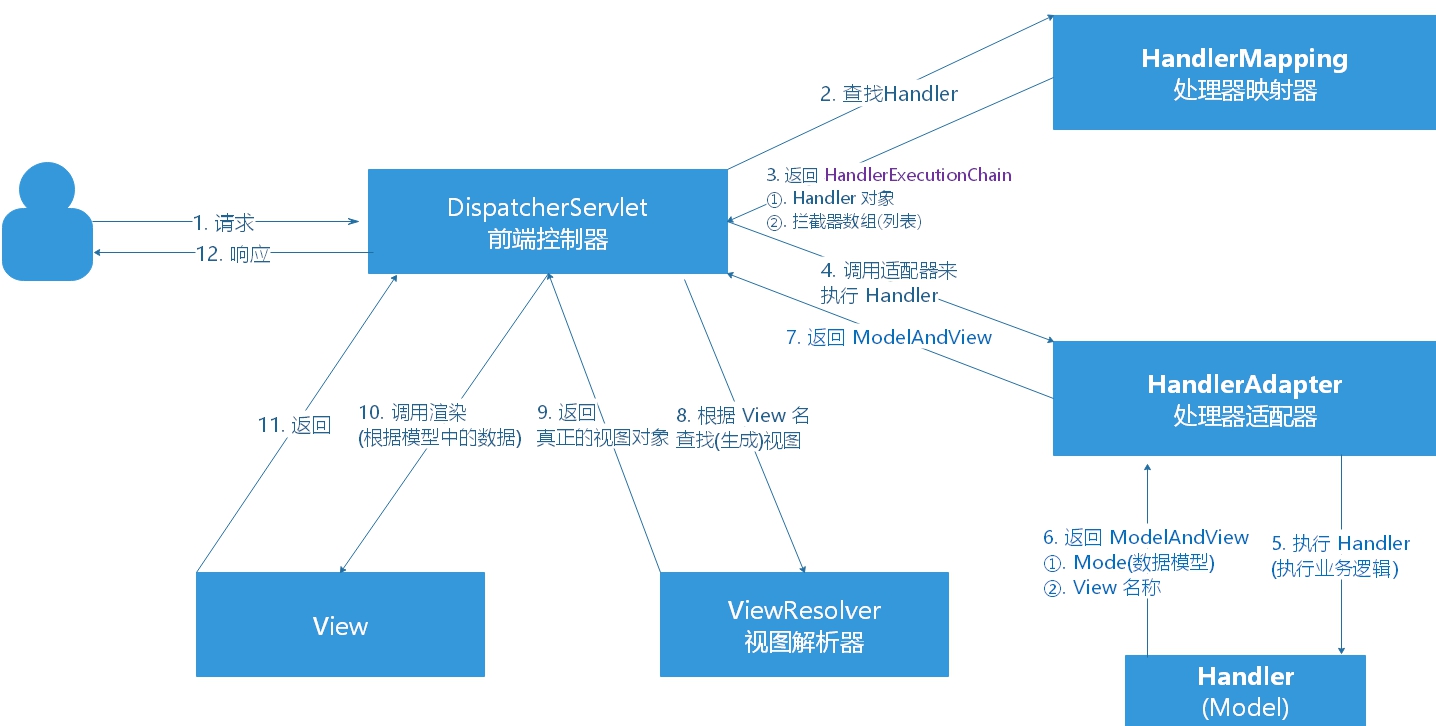 HandlerMapping
处理器映射器
2. 查找Handler
3. 返回 HandlerExecutionChain
①. Handler 对象
②. 拦截器数组(列表)
DispatcherServlet
前端控制器
1. 请求
12. 响应
4. 调用适配器来
执行 Handler
7. 返回 ModelAndView
HandlerAdapter
处理器适配器
11. 返回
10. 调用渲染
(根据模型中的数据)
9. 返回
真正的视图对象
8. 根据 View 名
查找(生成)视图
6. 返回 ModelAndView
①. Mode(数据模型)
②. View 名称
5. 执行 Handler
(执行业务逻辑)
View
ViewResolver
视图解析器
Handler
(Model)